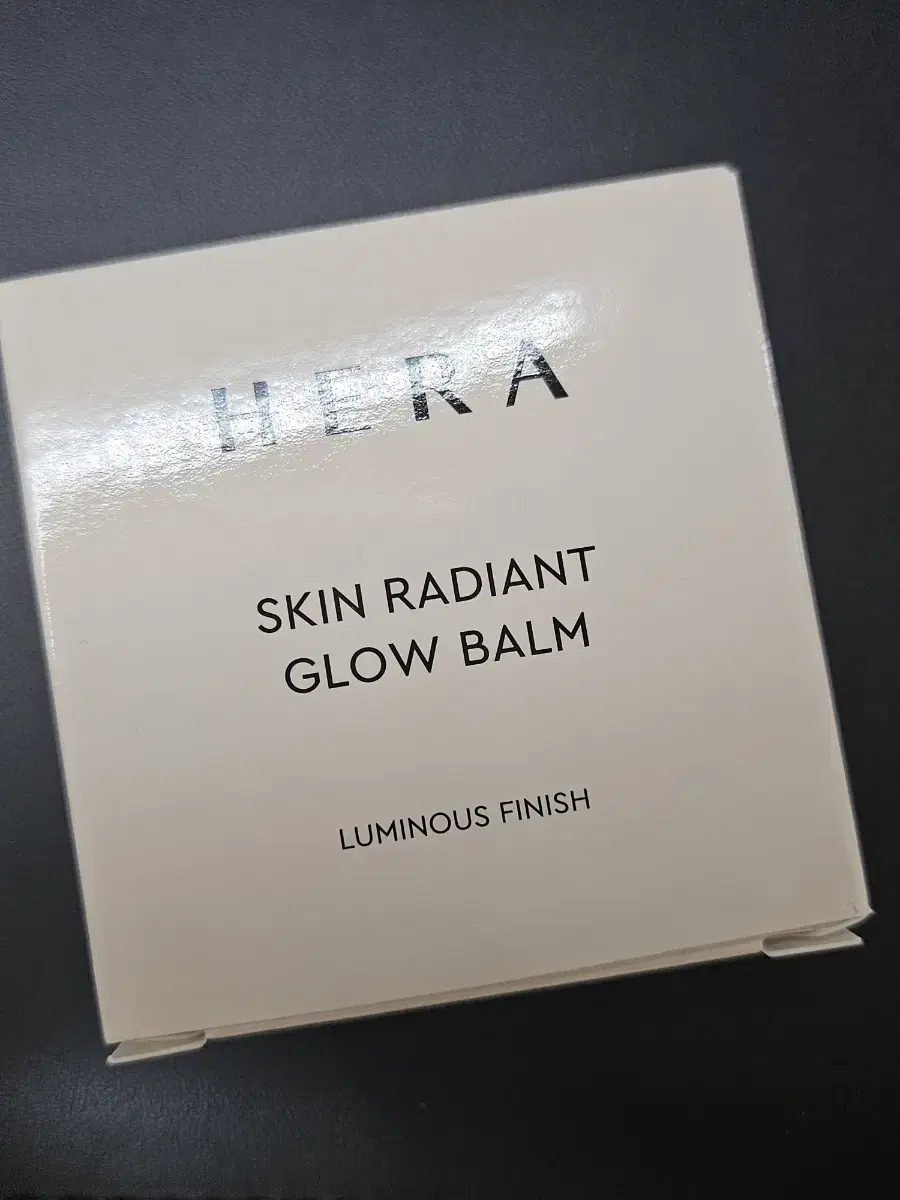 HERA
SKIN RADIANT
GLOW BALM
LUMINOUS FINISH